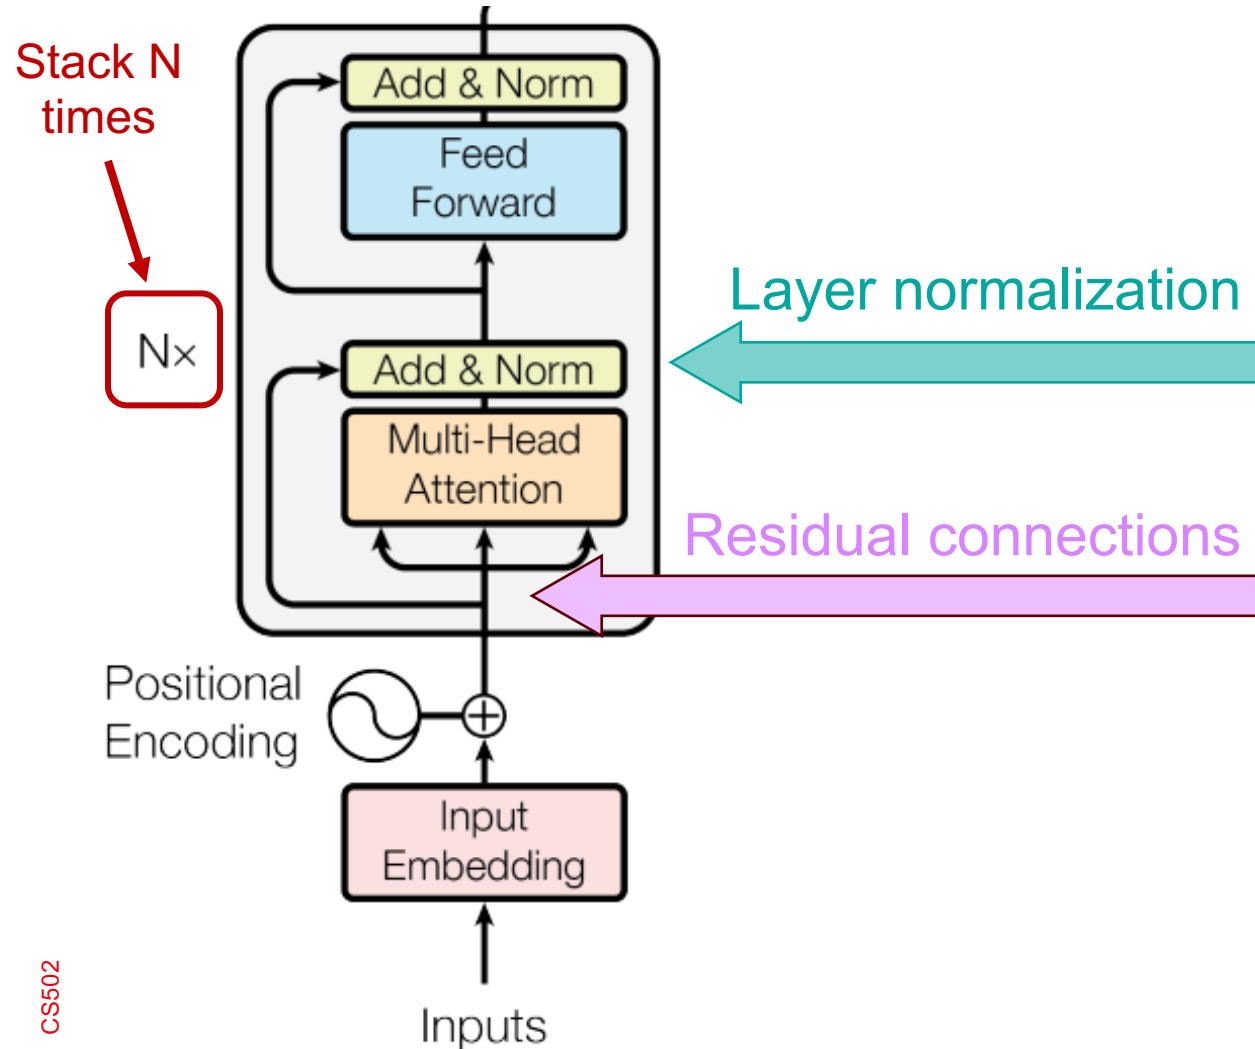 Stack N
times
Add & Norm
Feed
Forward
Layer normalization
N×
Add & Norm
Multi-Head
Attention
Residual connections
Positional
Encoding
Input
Embedding
CS502
Inputs